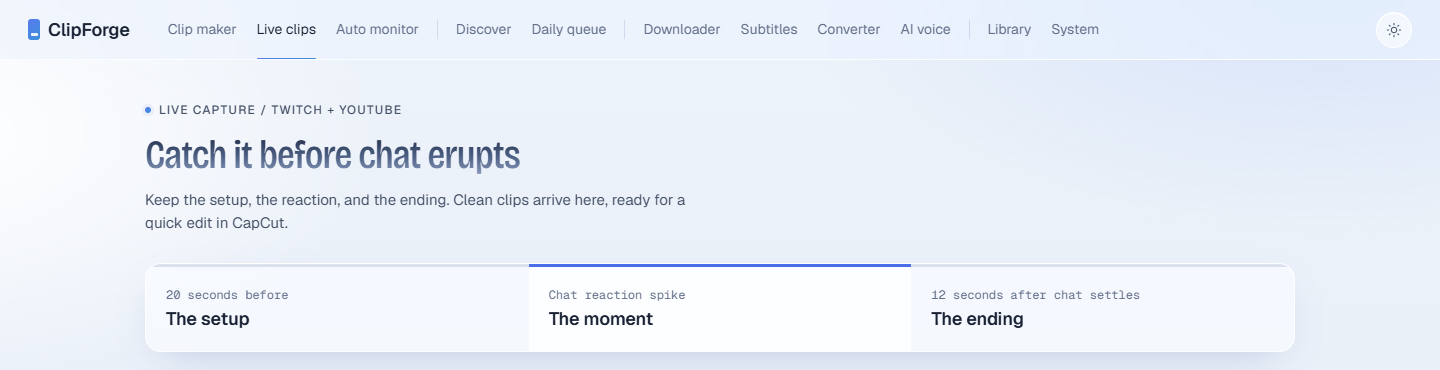 ClipForge
Clip maker
Live clips
Auto monitor
Discover
Daily queue
Downloader
Subtitles
Converter
AI voice
Library
System
LIVE CAPTURE / TWITCH + YOUTUBE
Catch it before chat erupts
Keep the setup, the reaction, and the ending. Clean clips arrive here, ready for a
quick edit in CapCut.
20 seconds before
The setup
Chat reaction spike
The moment
12 seconds after chat settles
The ending